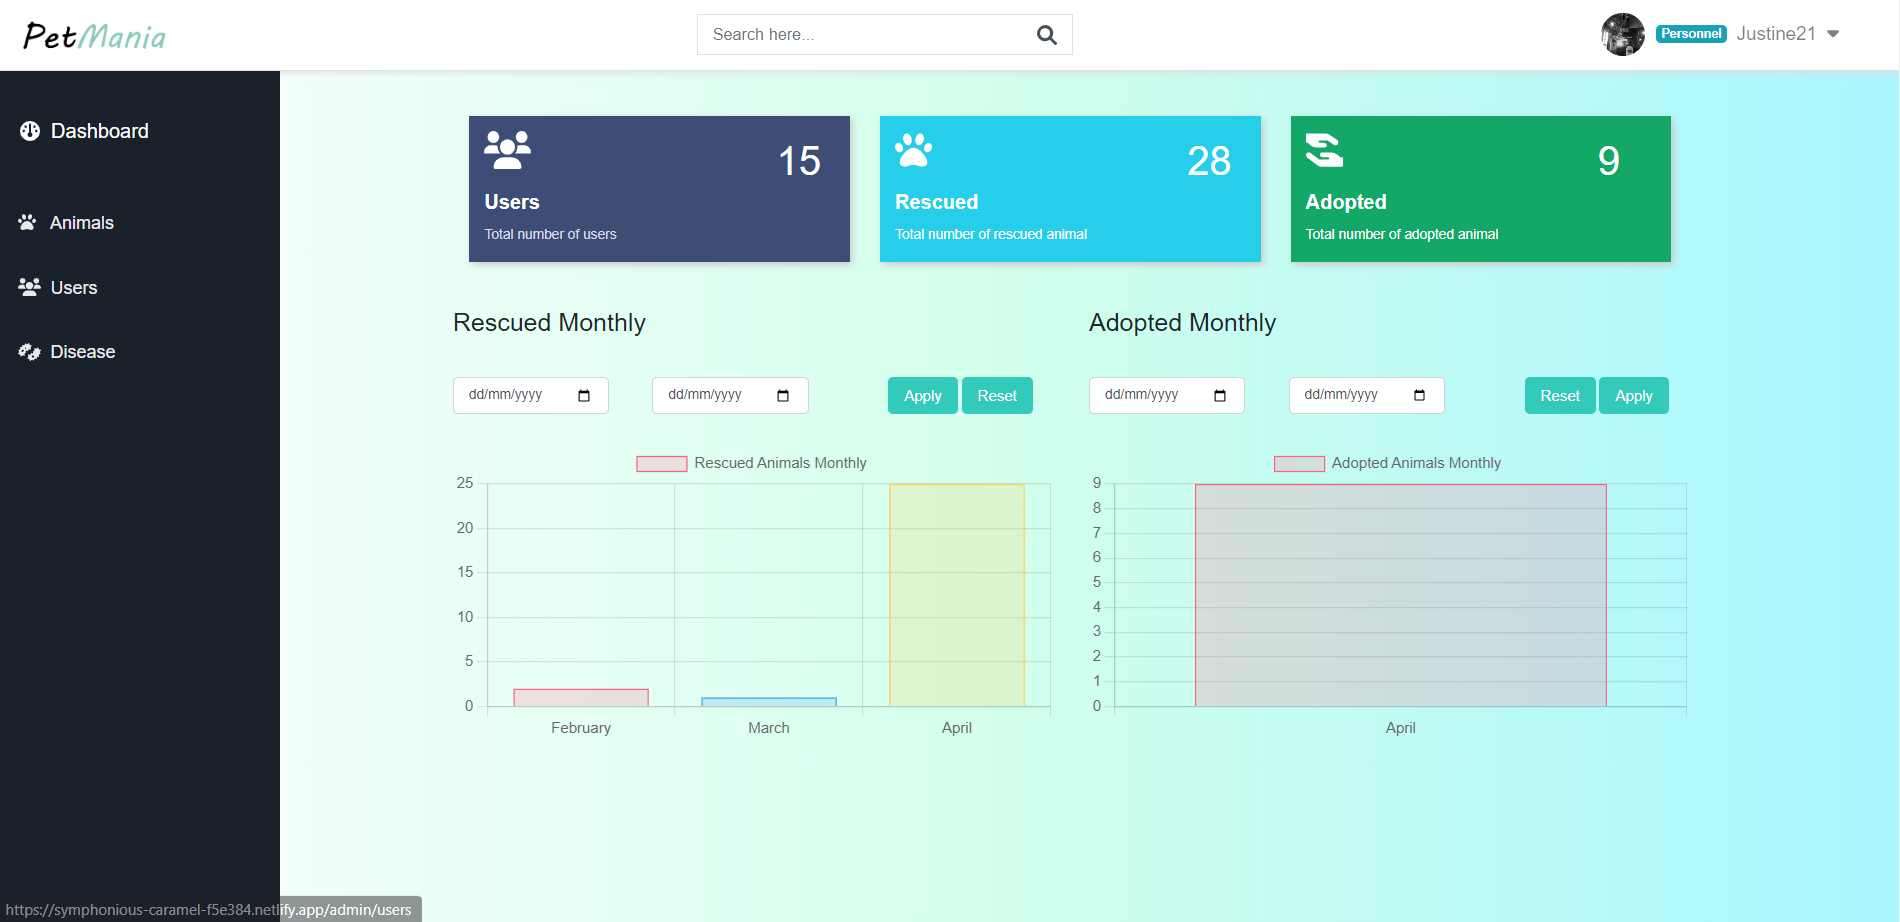 PetMania
Search here...
Personnel Justine21
Dashboard
Animals
Users
Disease
15
Users
Total number of users
28
Rescued
Total number of rescued animal
9
Adopted
Total number of adopted animal
Rescued Monthly
dd/mm/yyyy dd/mm/yyyy Apply Reset
Rescued Animals Monthly
25
20
15
10
5
0
February March April
Adopted Monthly
dd/mm/yyyy dd/mm/yyyy Reset Apply
Adopted Animals Monthly
9
8
7
6
5
4
3
2
1
0
April
https://symphonious-caramel-f5e384.netlify.app/admin/users